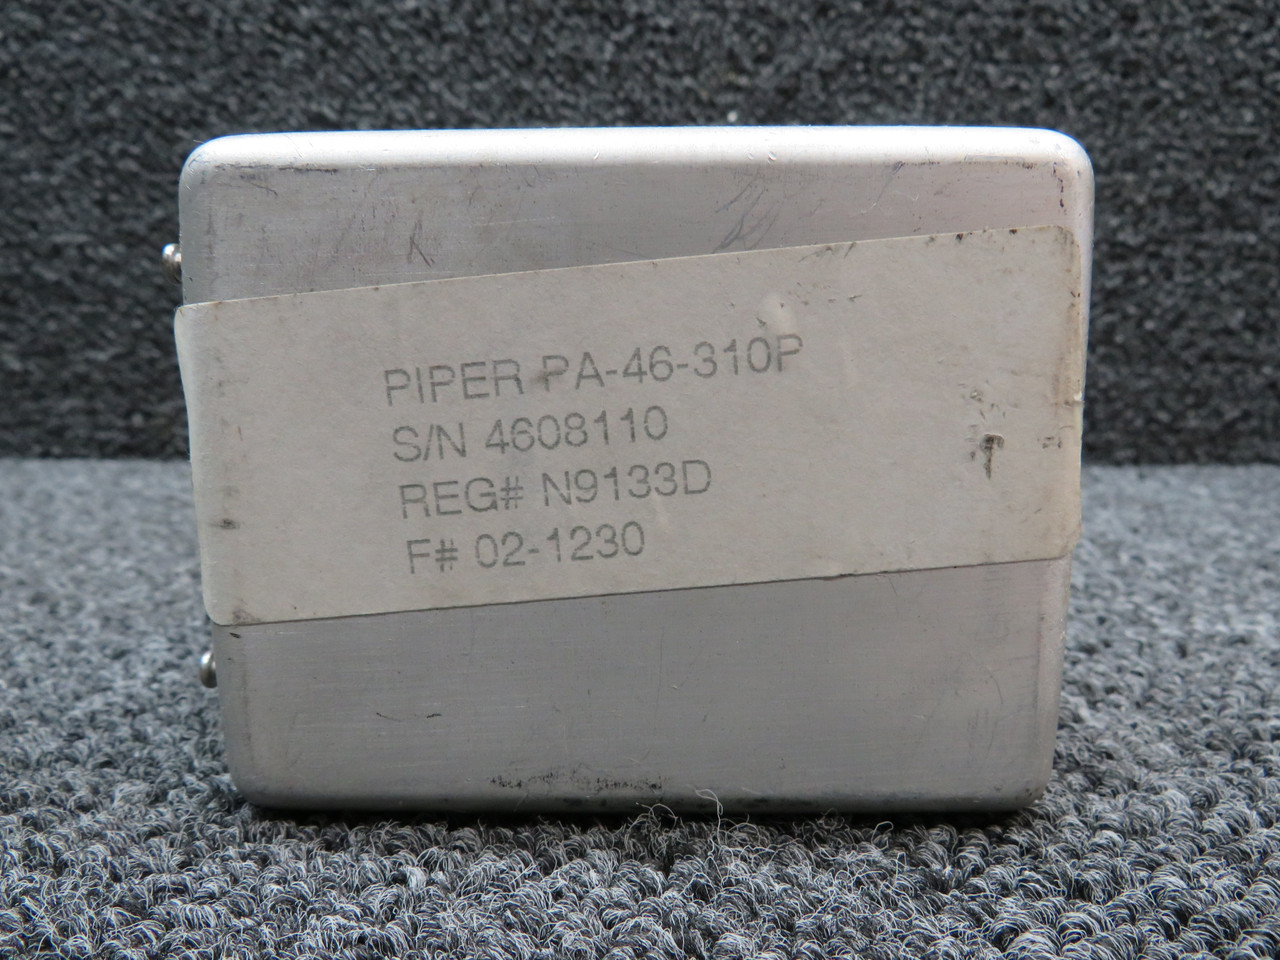 PIPER PA-46-310P
S/N 4608110
REG# N9133D
F# 02-1230